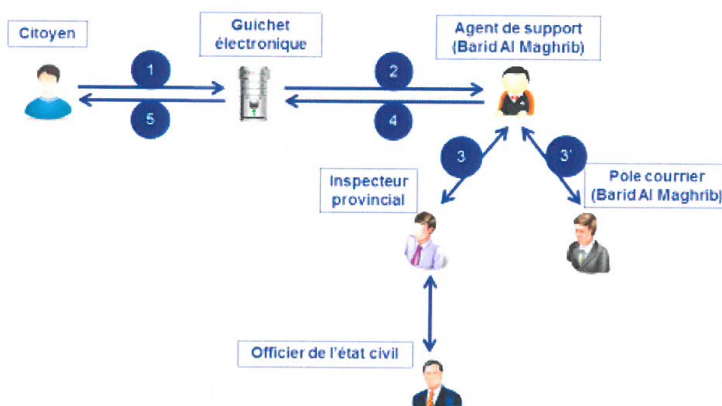 Citoyen
Guichet
électronique
Agent de support
(Barid Al Maghrib)
1
2
5
4
3
3'
Inspecteur
provincial
Pole courrier
(Barid Al Maghrib)
Officier de l'état civil